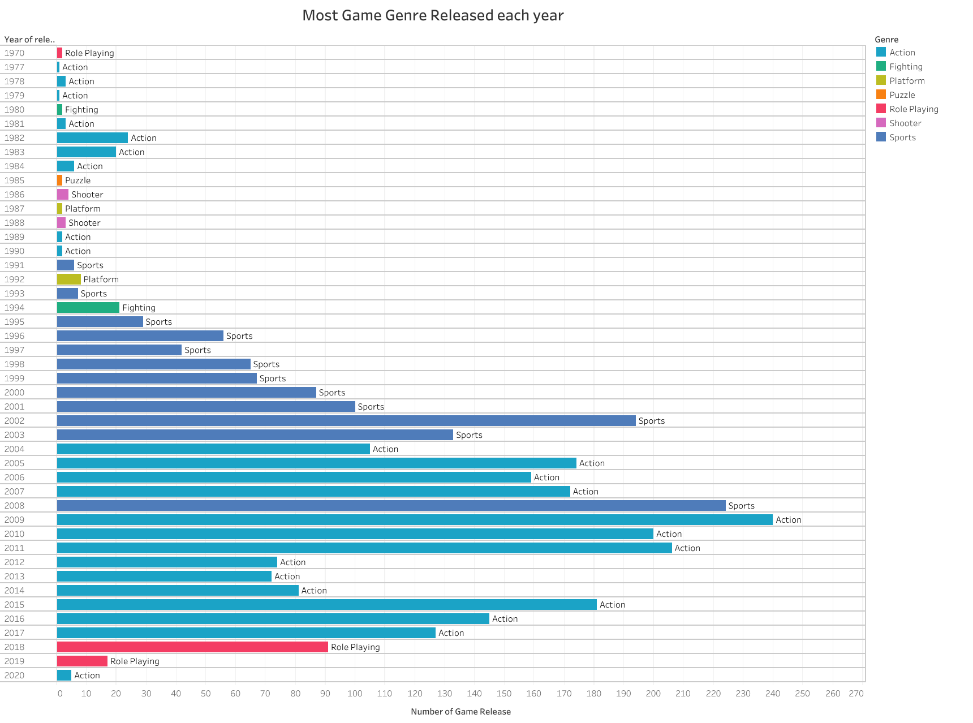 Most Game Genre Released each year
Year of rele..
1970 Role Playing
1977 Action
1978 Action
1979 Action
1980 Fighting
1981 Action
1982 Action
1983 Action
1984 Action
1985 Puzzle
1986 Shooter
1987 Platform
1988 Shooter
1989 Action
1990 Action
1991 Sports
1992 Platform
1993 Sports
1994 Fighting
1995 Sports
1996 Sports
1997 Sports
1998 Sports
1999 Sports
2000 Sports
2001 Sports
2002 Sports
2003 Sports
2004 Action
2005 Action
2006 Action
2007 Action
2008 Sports
2009 Action
2010 Action
2011 Action
2012 Action
2013 Action
2014 Action
2015 Action
2016 Action
2017 Action
2018 Role Playing
2019 Role Playing
2020 Action
0 10 20 30 40 50 60 70 80 90 100 110 120 130 140 150 160 170 180 190 200 210 220 230 240 250 260 270
Number of Game Release
Genre
Action
Fighting
Platform
Puzzle
Role Playing
Shooter
Sports